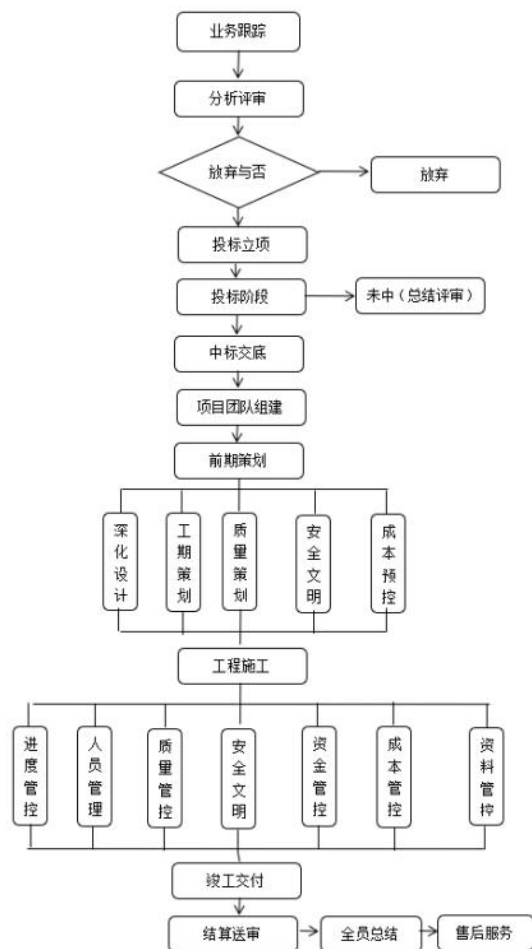 业务跟踪
分析评审
放弃与否
放弃
投标立项
投标阶段
未中（总结评审）
中标交底
项目团队组建
前期策划
深化设计
工期策划
质量策划
安全文明
成本预控
工程施工
进度管控
人员管理
质量管控
安全文明
资金管控
成本管控
资料管控
竣工交付
结算送审
全员总结
售后服务